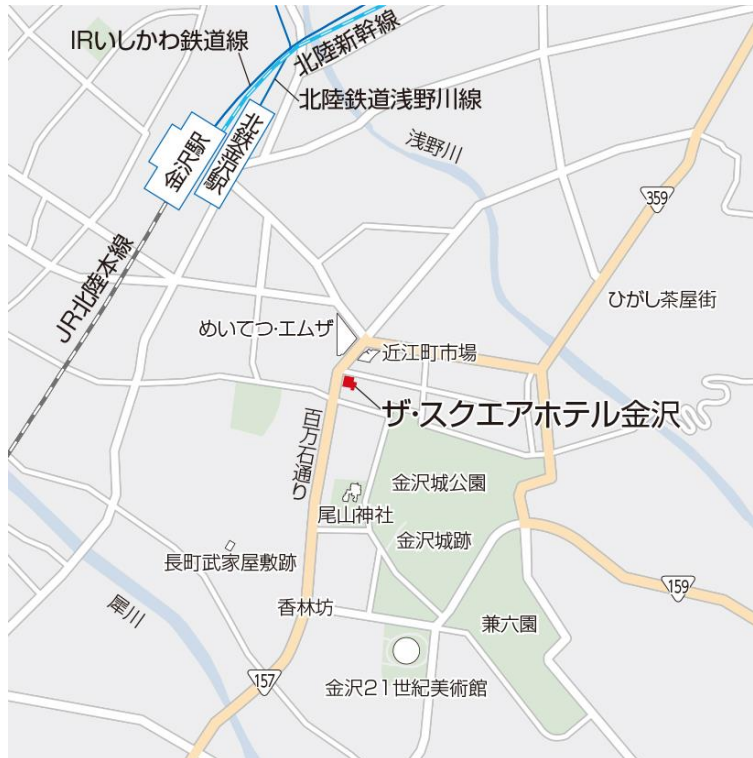 IRいしかわ鉄道線
北陸新幹線
北陸鉄道浅野川線
金沢駅
北鉄金沢駅
浅野川
359
JR北陸本線
ひがし茶屋街
めいてつ・エムザ
近江町市場
ザ・スクエアホテル金沢
百万石通り
金沢城公園
尾山神社
金沢城跡
長町武家屋敷跡
159
香林坊
兼六園
犀川
157
金沢21世紀美術館